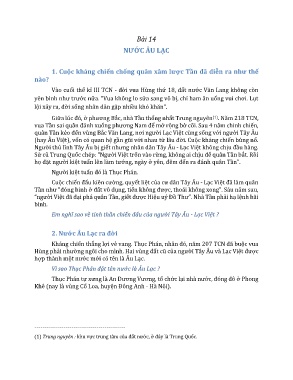 Bài 14
NƯỚC ÂU LẠC
1. Cuộc kháng chiến chống quân xâm lược Tần đã diễn ra như thế
nào?
Vào cuối thế kỉ III TCN - đời vua Hùng thứ 18, đất nước Văn Lang không còn
yên bình như trước nữa. "Vua không lo sửa sang võ bị, chỉ ham ăn uống vui chơi. Lụt
lội xảy ra, đời sống nhân dân gặp nhiều khó khăn".
Giữa lúc đó, ở phương Bắc, nhà Tần thống nhất Trung nguyên(1). Năm 218 TCN,
vua Tần sai quân đánh xuống phương Nam để mở rộng bờ cõi. Sau 4 năm chinh chiến,
quân Tần kéo đến vùng Bắc Văn Lang, nơi người Lạc Việt cùng sống với người Tây Âu
(hay Âu Việt), vốn có quan hệ gần gũi với nhau từ lâu đời. Cuộc kháng chiến bùng nổ.
Người thủ lĩnh Tây Âu bị giết nhưng nhân dân Tây Âu - Lạc Việt không chịu đầu hàng.
Sử cũ Trung Quốc chép: "Người Việt trốn vào rừng, không ai chịu để quân Tần bắt. Rồi
họ đặt người kiệt tuấn lên làm tướng, ngày ở yên, đêm đến ra đánh quân Tần".
Người kiệt tuấn đó là Thục Phán.
Cuộc chiến đấu kiên cường, quyết liệt của cư dân Tây Âu - Lạc Việt đã làm quân
Tần như "đóng binh ở đất vô dụng, tiến không được, thoái không xong". Sáu năm sau,
"người Việt đã đại phá quân Tần, giết được Hiệu uý Đồ Thư". Nhà Tần phải hạ lệnh bãi
binh.
Em nghĩ sao về tinh thần chiến đấu của người Tây Âu - Lạc Việt ?
2. Nước Âu Lạc ra đời
Kháng chiến thắng lợi vẻ vang, Thục Phán, nhân đó, năm 207 TCN đã buộc vua
Hùng phải nhường ngôi cho mình. Hai vùng đất cũ của người Tây Âu và Lạc Việt được
hợp thành một nước mới có tên là Âu Lạc.
Vì sao Thục Phán đặt tên nước là Âu Lạc ?
Thục Phán tự xưng là An Dương Vương, tổ chức lại nhà nước, đóng đô ở Phong
Khê (nay là vùng Cổ Loa, huyện Đông Anh - Hà Nội).
(1) Trung nguyên : khu vực trung tâm của đất nước, ở đây là Trung Quốc.